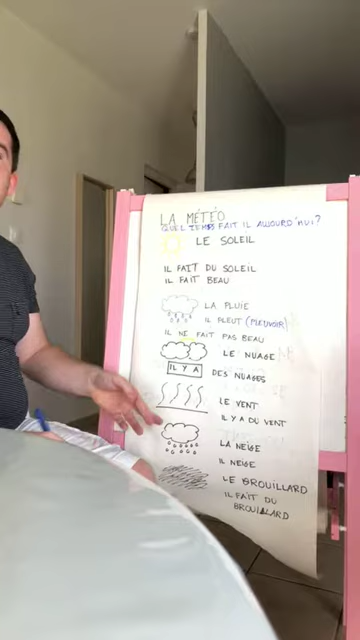 LA MÉTÉO
QUEL TEMPS FAIT IL AUJOURD'HUI?
LE SOLEIL
IL FAIT DU SOLEIL
IL FAIT BEAU
LA PLUIE
IL PLEUT (PLEUVOIR)
IL NE FAIT PAS BEAU
LE NUAGE
IL Y A DES NUAGES
LE VENT
IL Y A DU VENT
LA NEIGE
IL NEIGE
LE BROUILLARD
IL FAIT DU
BROUILLARD